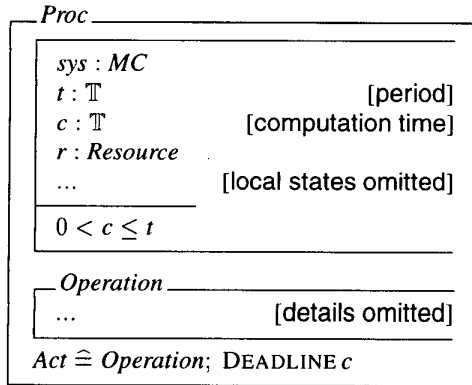 Proc
sys : MC
t : 𝕋 [period]
c : 𝕋 [computation time]
r : Resource
... [local states omitted]
0 < c ≤ t
Operation
... [details omitted]
Act ≙ Operation; DEADLINE c